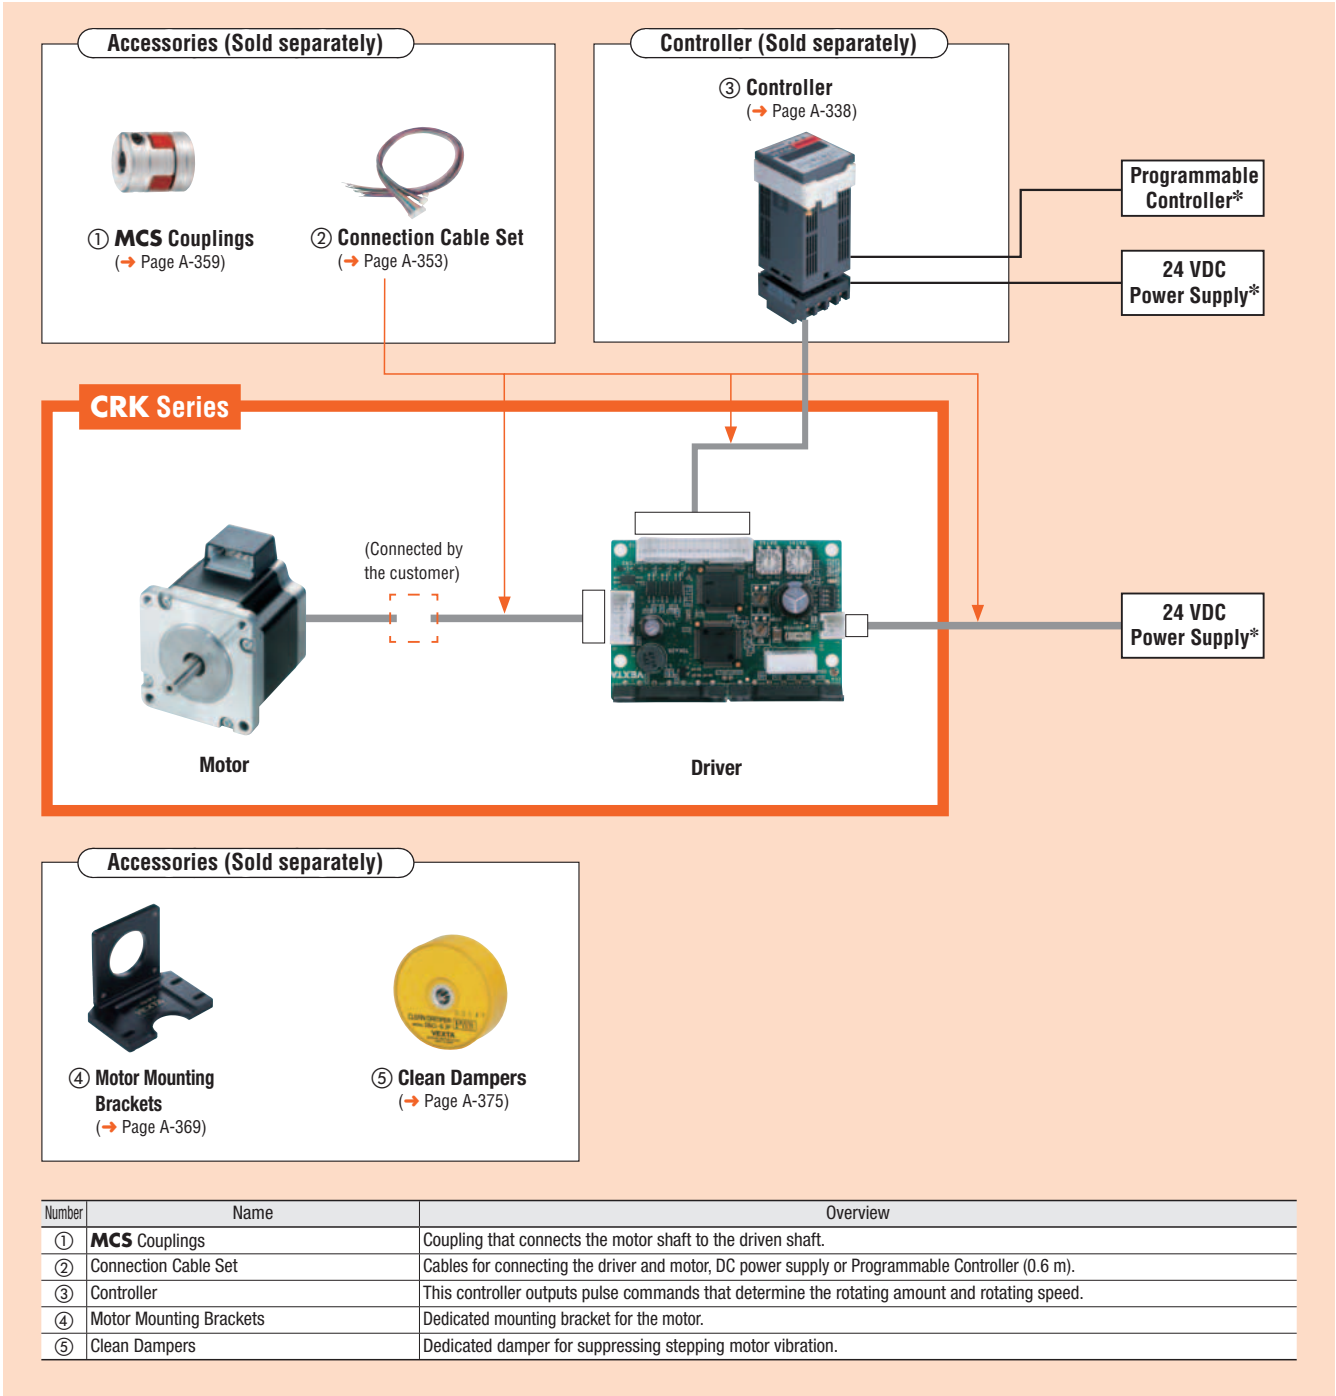 Accessories (Sold separately)
① MCS Couplings
(➜ Page A-359)
② Connection Cable Set
(➜ Page A-353)
Controller (Sold separately)
③ Controller
(➜ Page A-338)
Programmable
Controller*
24 VDC
Power Supply*
CRK Series
(Connected by
the customer)
VEXTA
Motor
Driver
24 VDC
Power Supply*
Accessories (Sold separately)
VEXTA
④ Motor Mounting
Brackets
(➜ Page A-369)
CLEAN DAMPER
VEXTA
⑤ Clean Dampers
(➜ Page A-375)
Number Name Overview
① MCS Couplings Coupling that connects the motor shaft to the driven shaft.
② Connection Cable Set Cables for connecting the driver and motor, DC power supply or Programmable Controller (0.6 m).
③ Controller This controller outputs pulse commands that determine the rotating amount and rotating speed.
④ Motor Mounting Brackets Dedicated mounting bracket for the motor.
⑤ Clean Dampers Dedicated damper for suppressing stepping motor vibration.